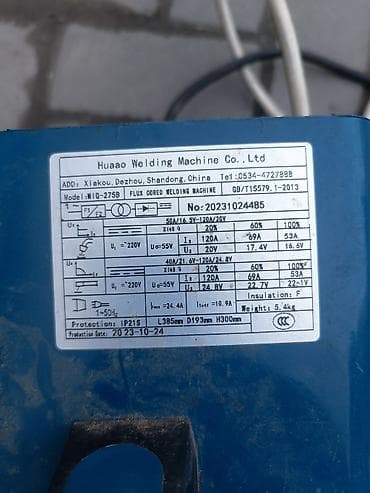 Huaao Welding Machine Co.,Ltd
ADD: Xiakou,Dezhou,Shandong,China Tel:0534-4727888
Model:MIG-275B FLUX CORED WELDING MACHINE GB/T15579.1-2013
1~ F1 F2 No:20231024485
50A/16.5V-120A/20V
X 20% 60% 100%
I₂ 120A 69A 53A
U₁ =~220V U₀=55V U₂ 20V 17.4V 16.5V
40A/21.6V-120A/24.8V
X 20% 60% 100%
I₂ 120A 69A 53A
U₁ =~220V U₀=55V U₂ 24.8V 22.7V 22.1V
1~50Hz I₁max =24.4A I₁eff =10.9A Insulation: F
Weight: 5.4kg
Protection: IP21S L385mm D193mm H300mm
Production Date: 2023-10-24
CCC